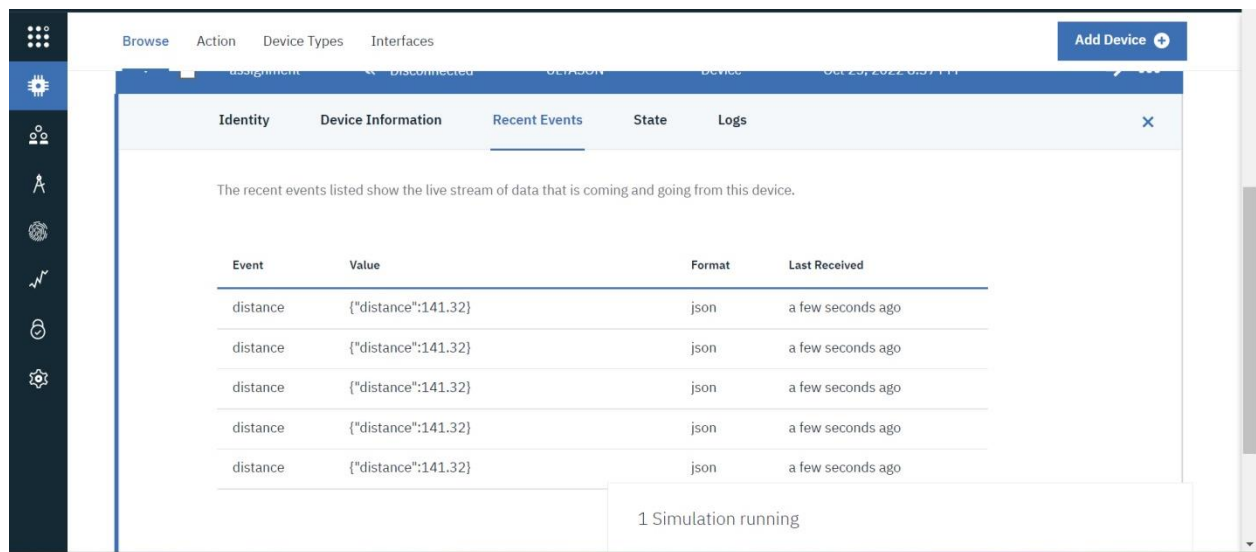 Browse Action Device Types Interfaces Add Device
assignment Disconnected Device
Identity Device Information Recent Events State Logs
The recent events listed show the live stream of data that is coming and going from this device.
Event Value Format Last Received
distance {"distance":141.32} json a few seconds ago
distance {"distance":141.32} json a few seconds ago
distance {"distance":141.32} json a few seconds ago
distance {"distance":141.32} json a few seconds ago
distance {"distance":141.32} json a few seconds ago
1 Simulation running